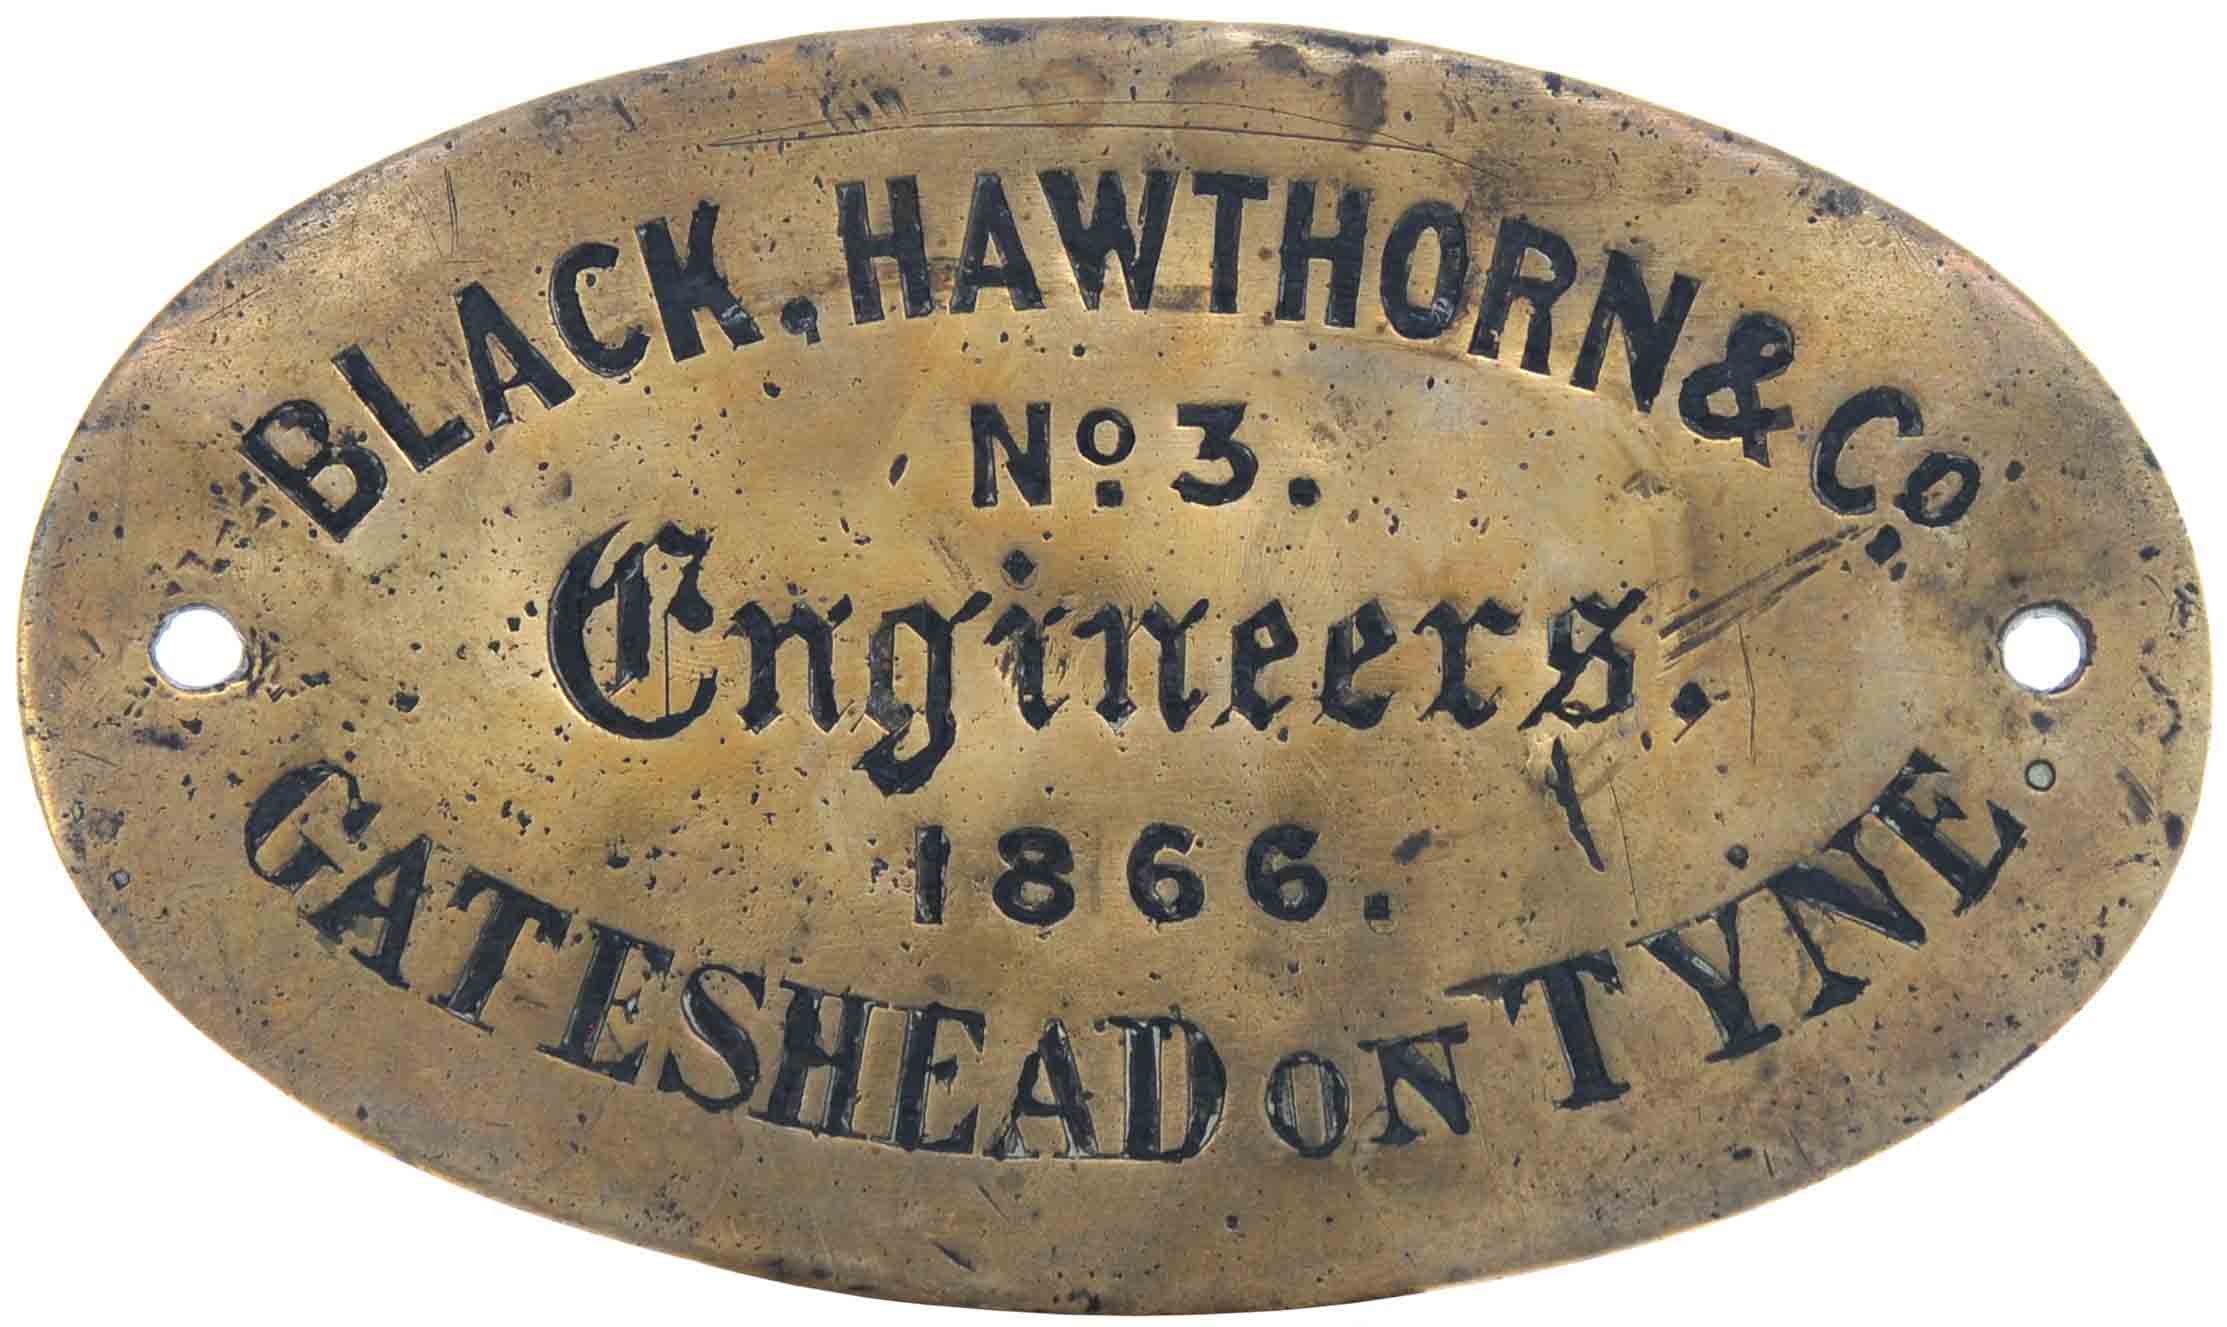 BLACK, HAWTHORN & Co.
No. 3.
Engineers.
1866.
GATESHEAD ON TYNE.